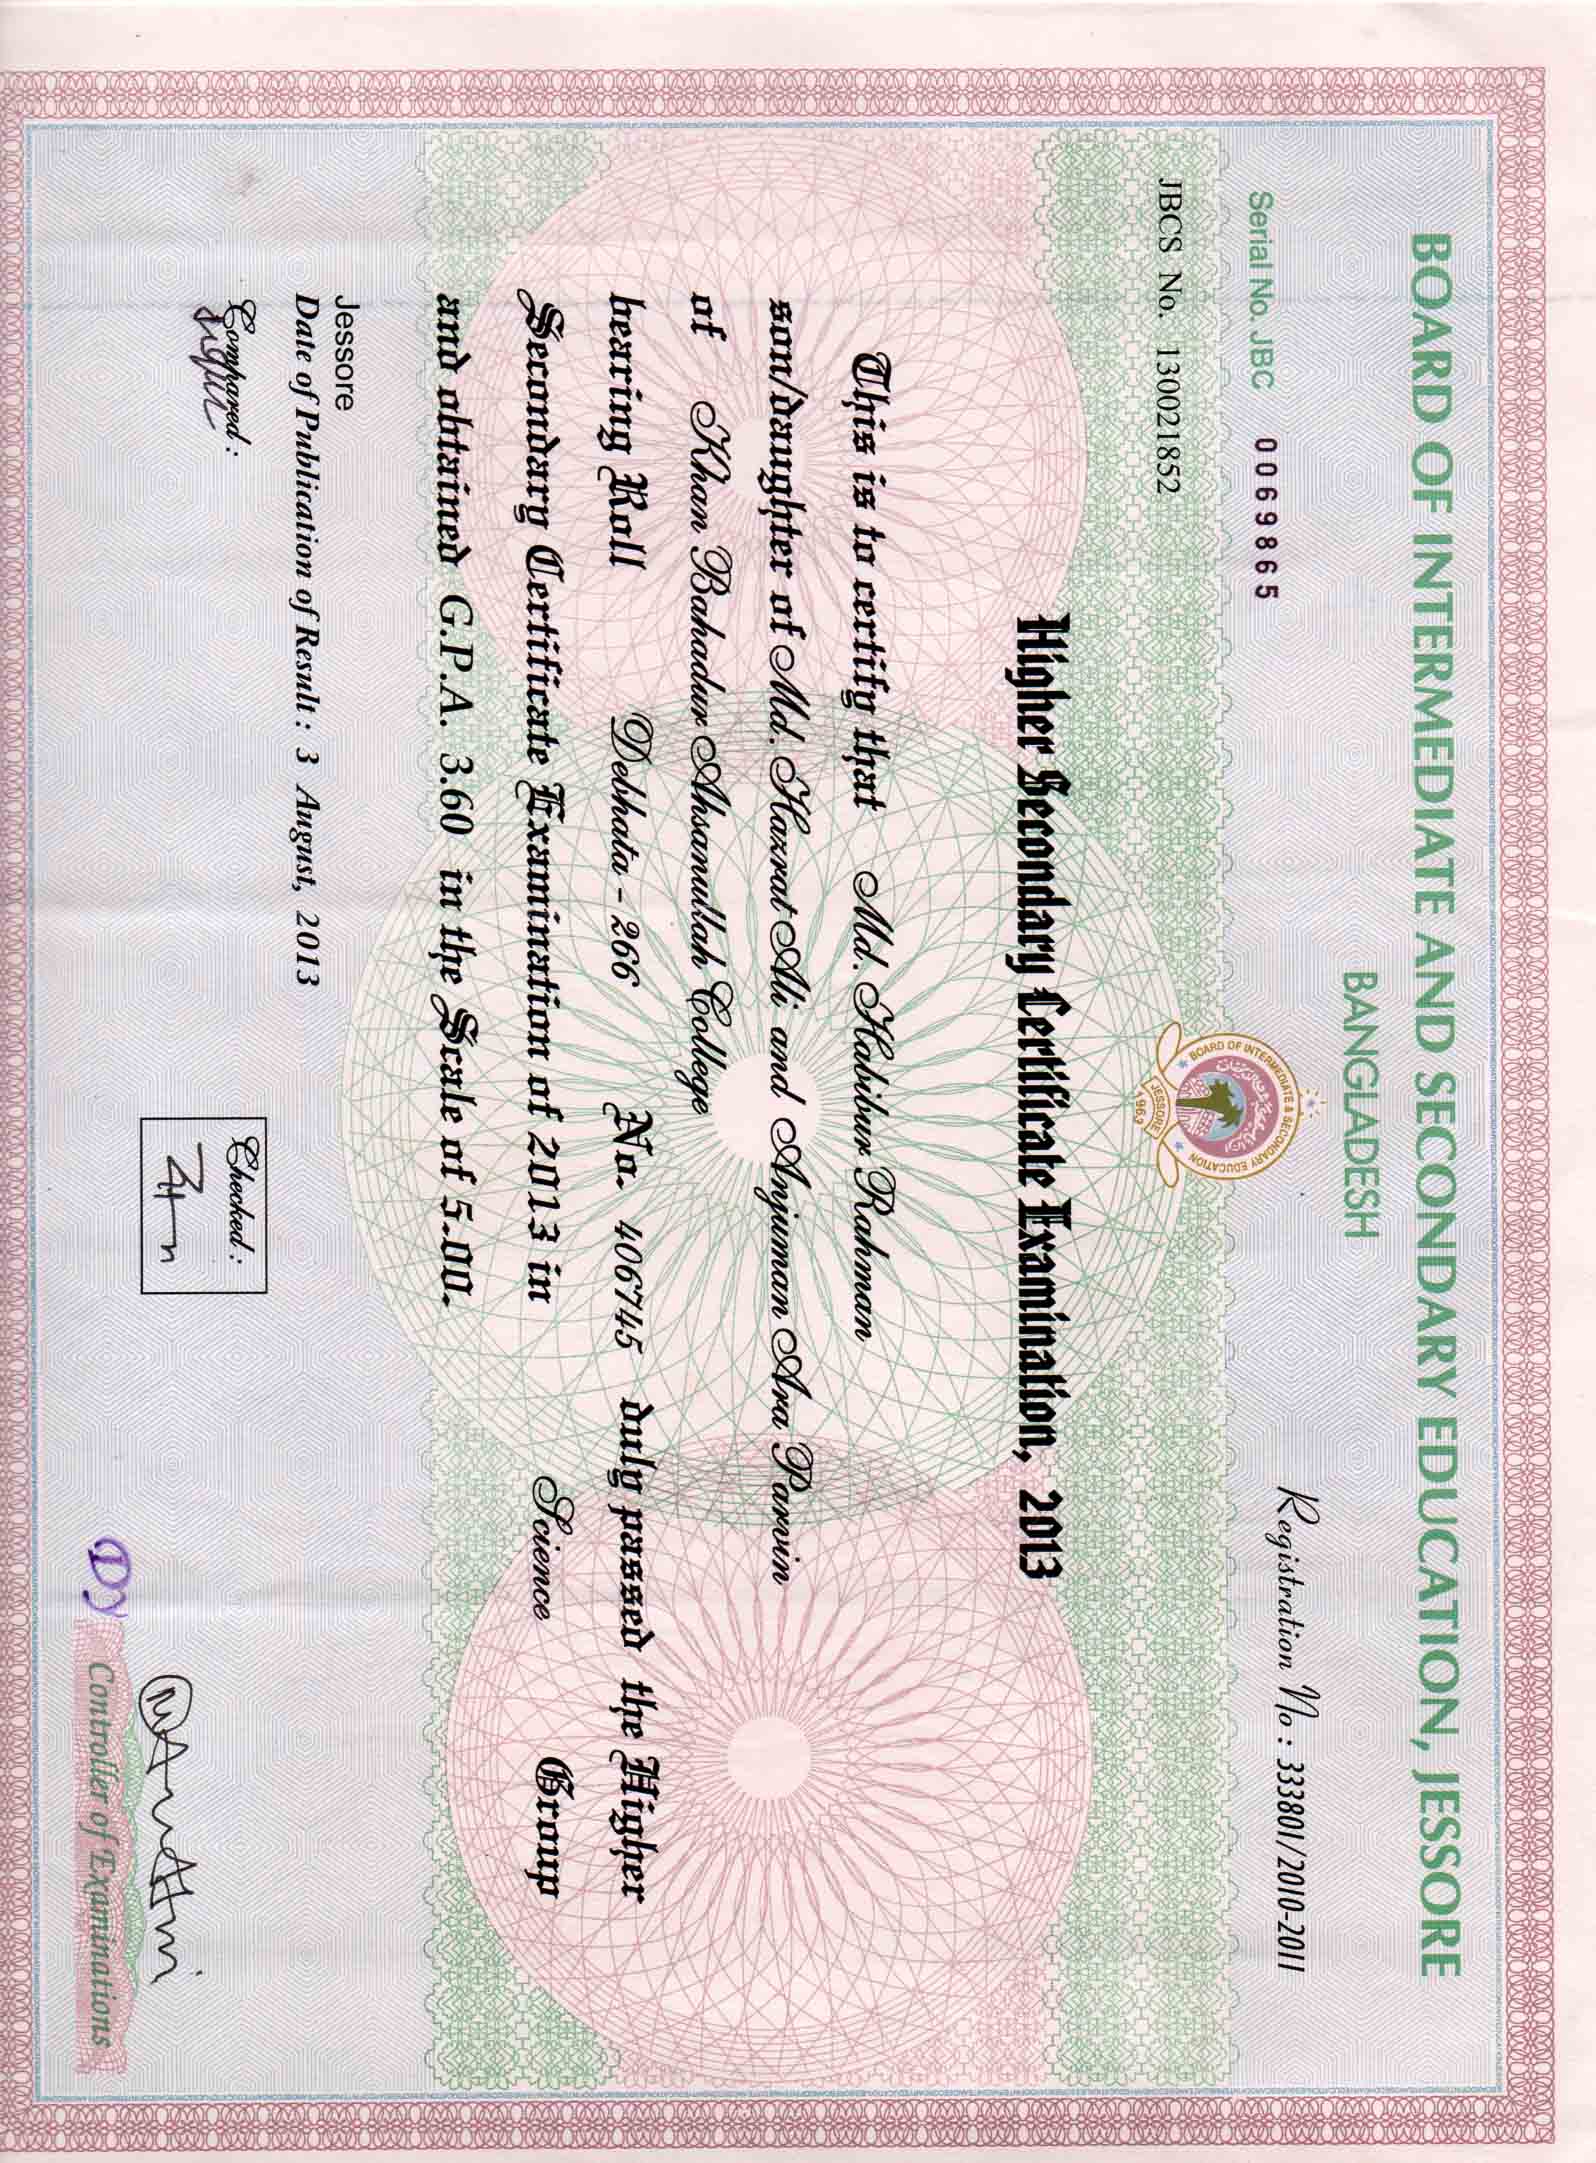 BOARD OF INTERMEDIATE AND SECONDARY EDUCATION, JESSORE
BANGLADESH
Serial No. JBC 0069865
Registration No : 333801/2010-2011
JBCS No. 130021852
BOARD OF INTERMEDIATE & SECONDARY EDUCATION
JESSORE
1963
Higher Secondary Certificate Examination, 2013
This is to certify that Md. Habibur Rahman
son/daughter of Md. Hazrat Ali and Anjuman Ara Parvin
of Khan Bahadur Ahsanullah College
bearing Roll Debhata - 266 No. 406745 duly passed the Higher
Secondary Certificate Examination of 2013 in Science Group
and obtained G.P.A. 3.60 in the Scale of 5.00.
Jessore
Date of Publication of Result : 3 August, 2013
Compared :
Checked :
Dy
Controller of Examinations